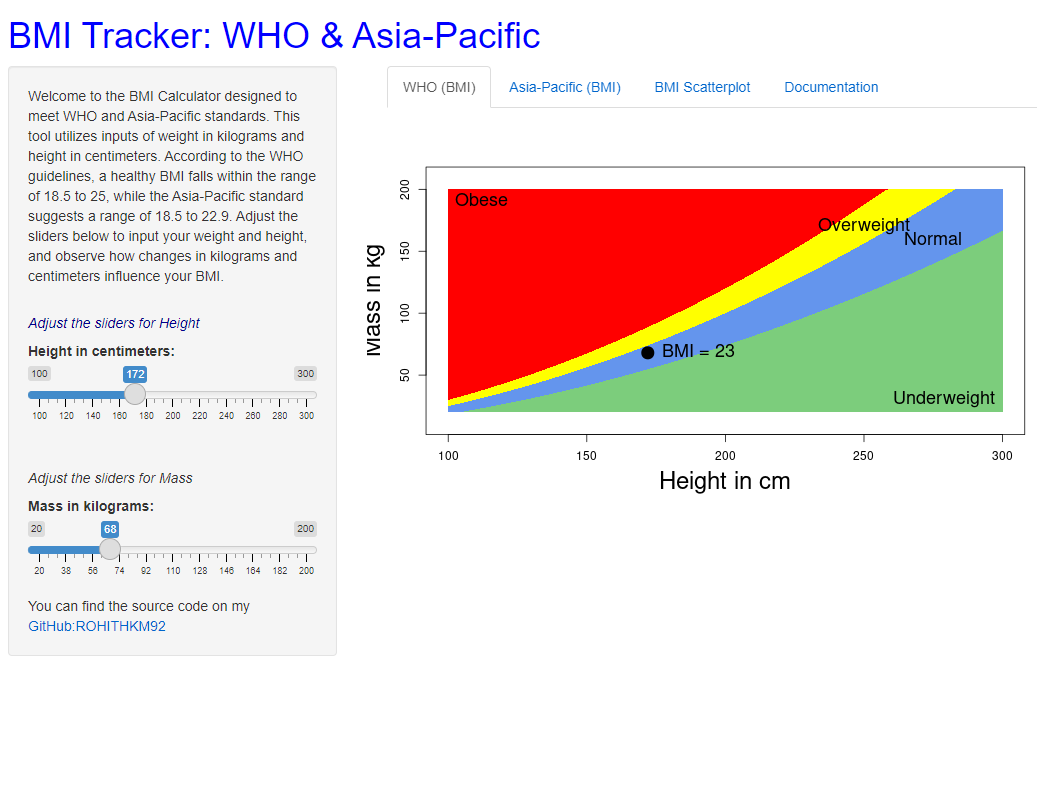 BMI Tracker: WHO & Asia-Pacific
Welcome to the BMI Calculator designed to
meet WHO and Asia-Pacific standards. This
tool utilizes inputs of weight in kilograms and
height in centimeters. According to the WHO
guidelines, a healthy BMI falls within the range
of 18.5 to 25, while the Asia-Pacific standard
suggests a range of 18.5 to 22.9. Adjust the
sliders below to input your weight and height,
and observe how changes in kilograms and
centimeters influence your BMI.
Adjust the sliders for Height
Height in centimeters:
100 172 300
100 120 140 160 180 200 220 240 260 280 300
Adjust the sliders for Mass
Mass in kilograms:
20 68 200
20 38 56 74 92 110 128 146 164 182 200
You can find the source code on my
GitHub:ROHITHKM92
WHO (BMI) Asia-Pacific (BMI) BMI Scatterplot Documentation
Mass in kg
200
150
100
50
Obese
Overweight
Normal
BMI = 23
Underweight
100 150 200 250 300
Height in cm